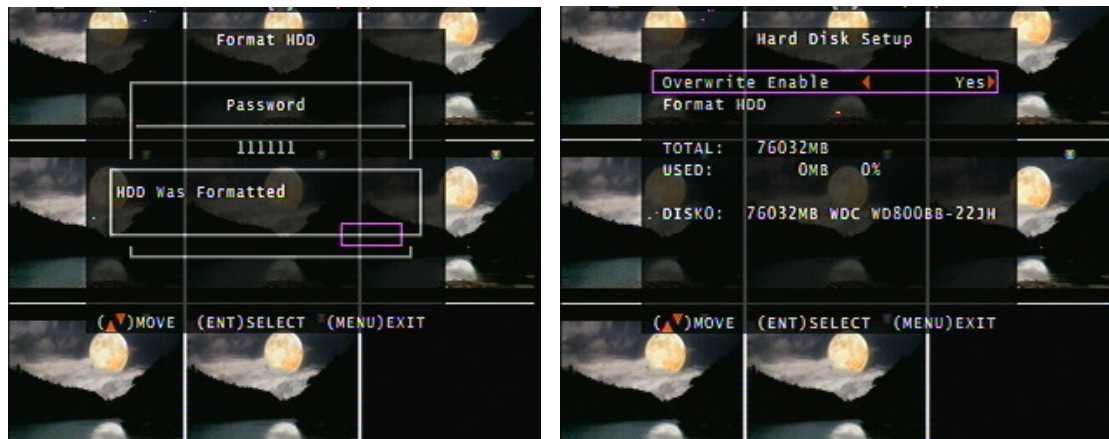 Format HDD
Password
111111
HDD Was Formatted
(▲▼)MOVE (ENT)SELECT (MENU)EXIT
Hard Disk Setup
Overwrite Enable ◀ Yes▶
Format HDD
TOTAL: 76032MB
USED: 0MB 0%
DISK0: 76032MB WDC WD800BB-22JH
(▲▼)MOVE (ENT)SELECT (MENU)EXIT